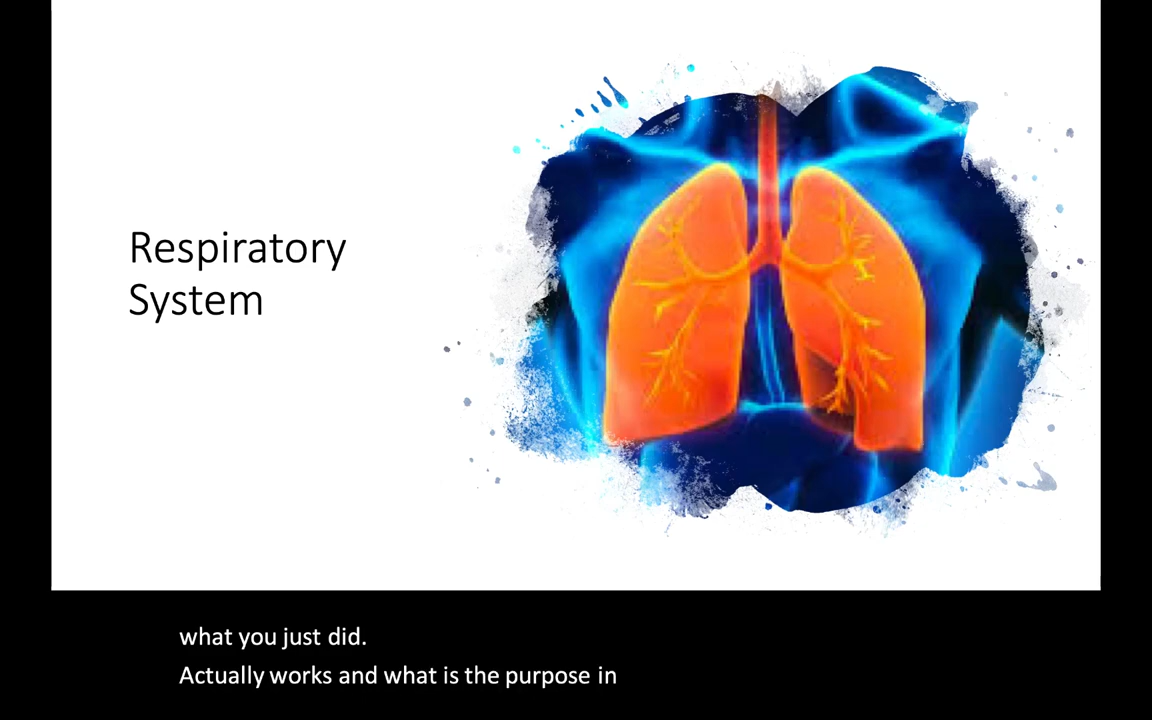 Respiratory
System
what you just did.
Actually works and what is the purpose in